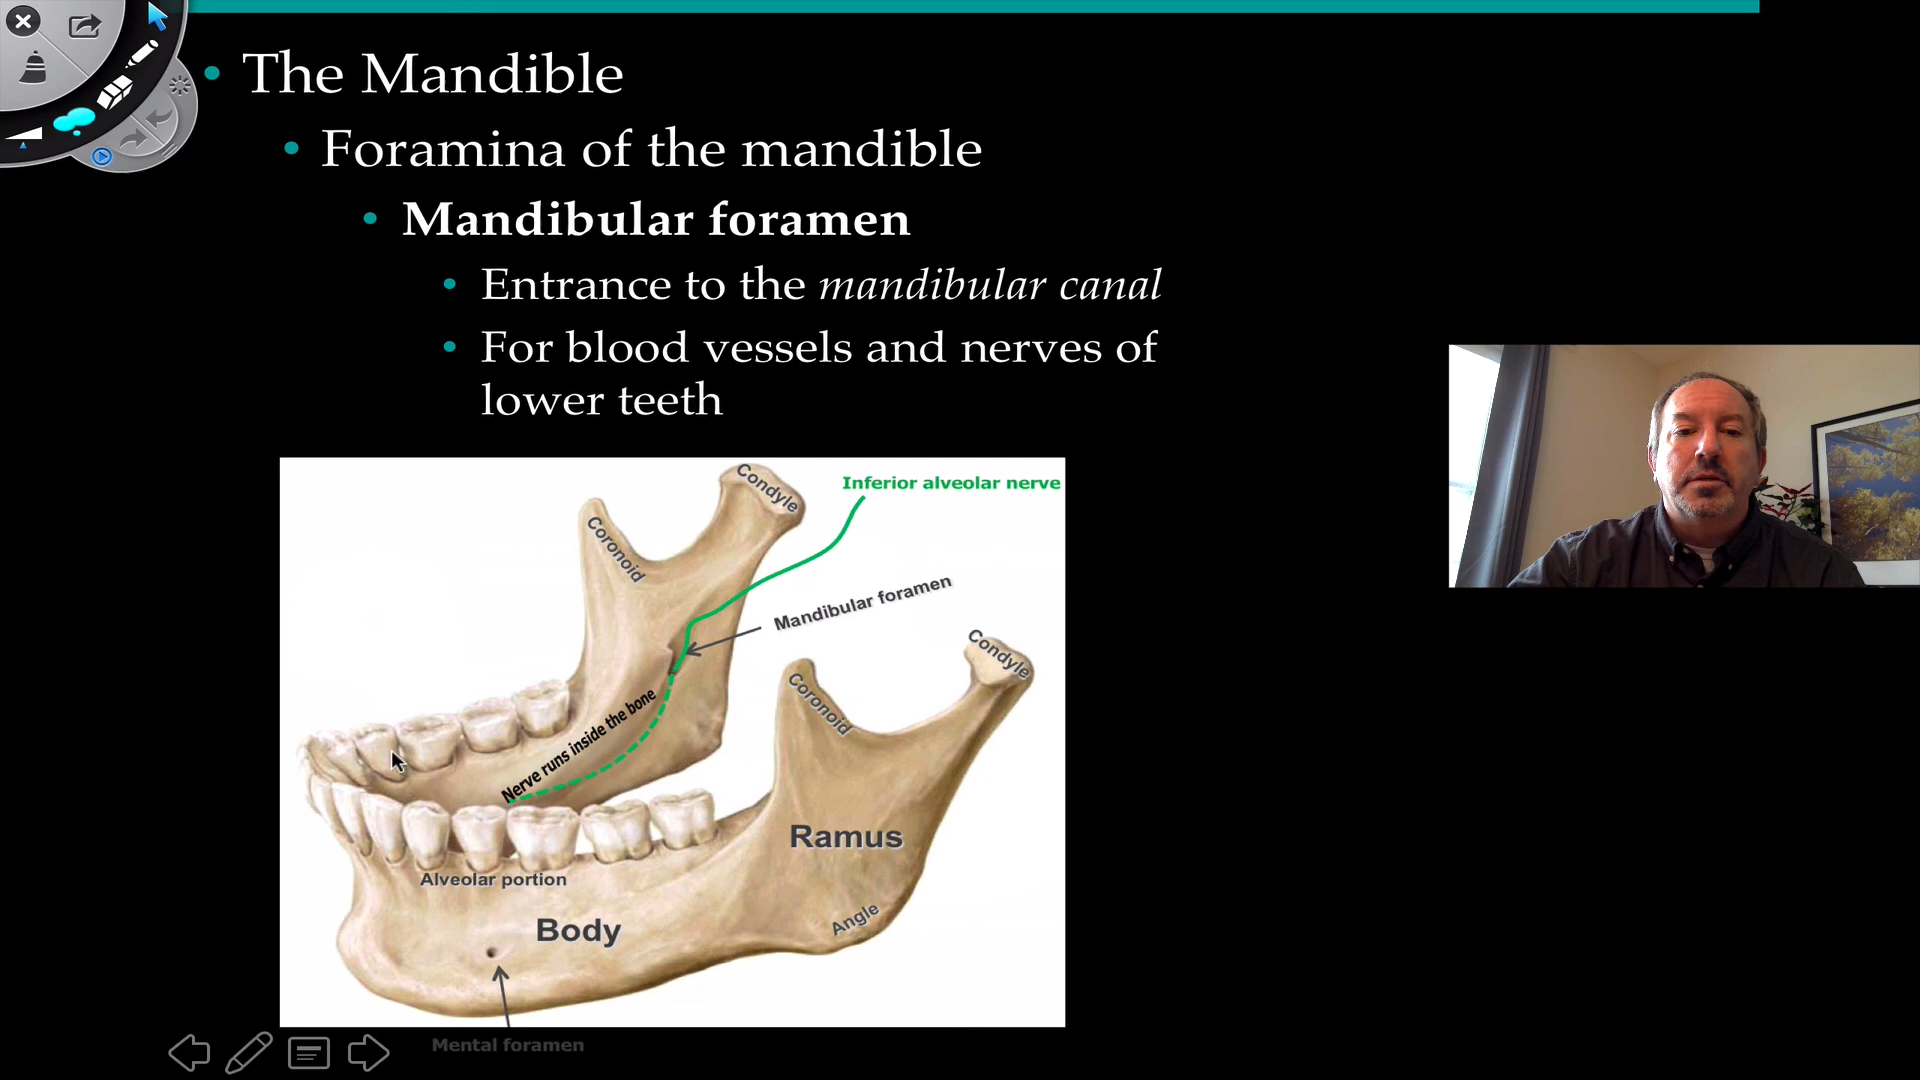 The Mandible
Foramina of the mandible
Mandibular foramen
Entrance to the mandibular canal
For blood vessels and nerves of
lower teeth
Condyle
Inferior alveolar nerve
Coronoid
Mandibular foramen
Condyle
Coronoid
Nerve runs inside the bone
Ramus
Alveolar portion
Angle
Body
Mental foramen